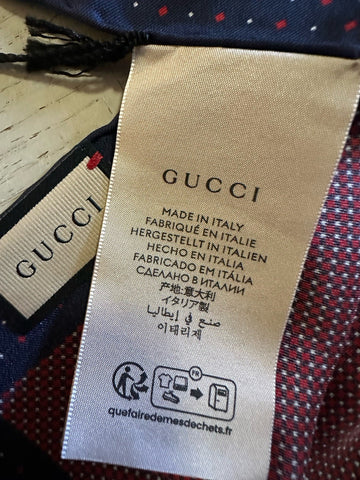 GUCCI
GUCCI
MADE IN ITALY
FABRIQUÉ EN ITALIE
HERGESTELLT IN ITALIEN
HECHO EN ITALIA
FABRICADO EM ITÁLIA
СДЕЛАНО В ИТАЛИИ
产地:意大利
イタリア製
صنع في إيطاليا
이태리제
FR
quefairedemesdechets.fr